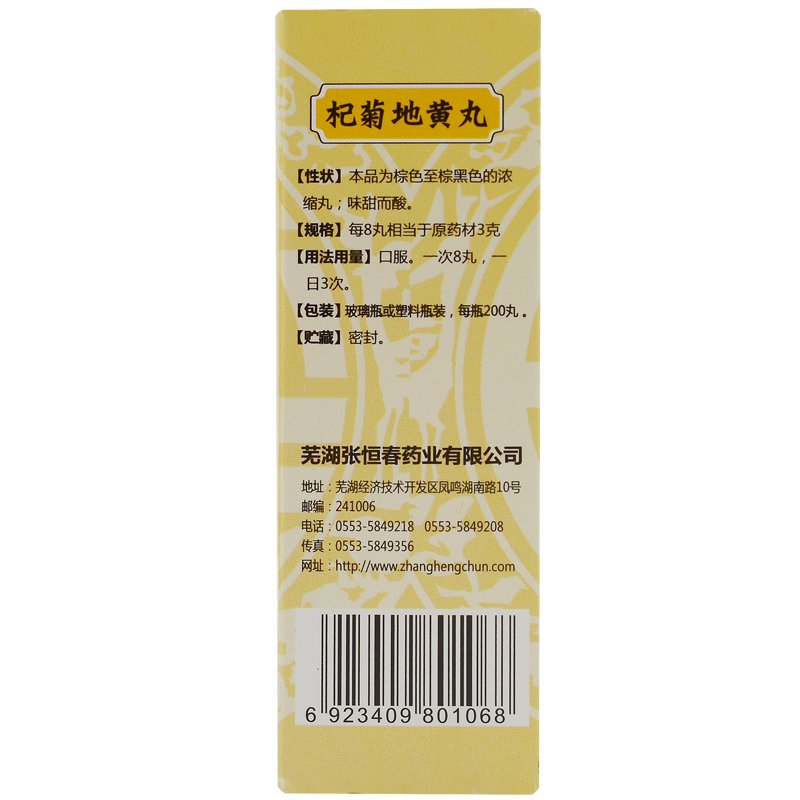 杞菊地黄丸
【性状】本品为棕色至棕黑色的浓
缩丸；味甜而酸。
【规格】每8丸相当于原药材3克
【用法用量】口服。一次8丸，一
日3次。
【包装】玻璃瓶或塑料瓶装，每瓶200丸。
【贮藏】密封。
芜湖张恒春药业有限公司
地址：芜湖经济技术开发区凤鸣湖南路10号
邮编：241006
电话：0553-5849218 0553-5849208
传真：0553-5849356
网址：http://www.zhanghengchun.com
6 923409 801068